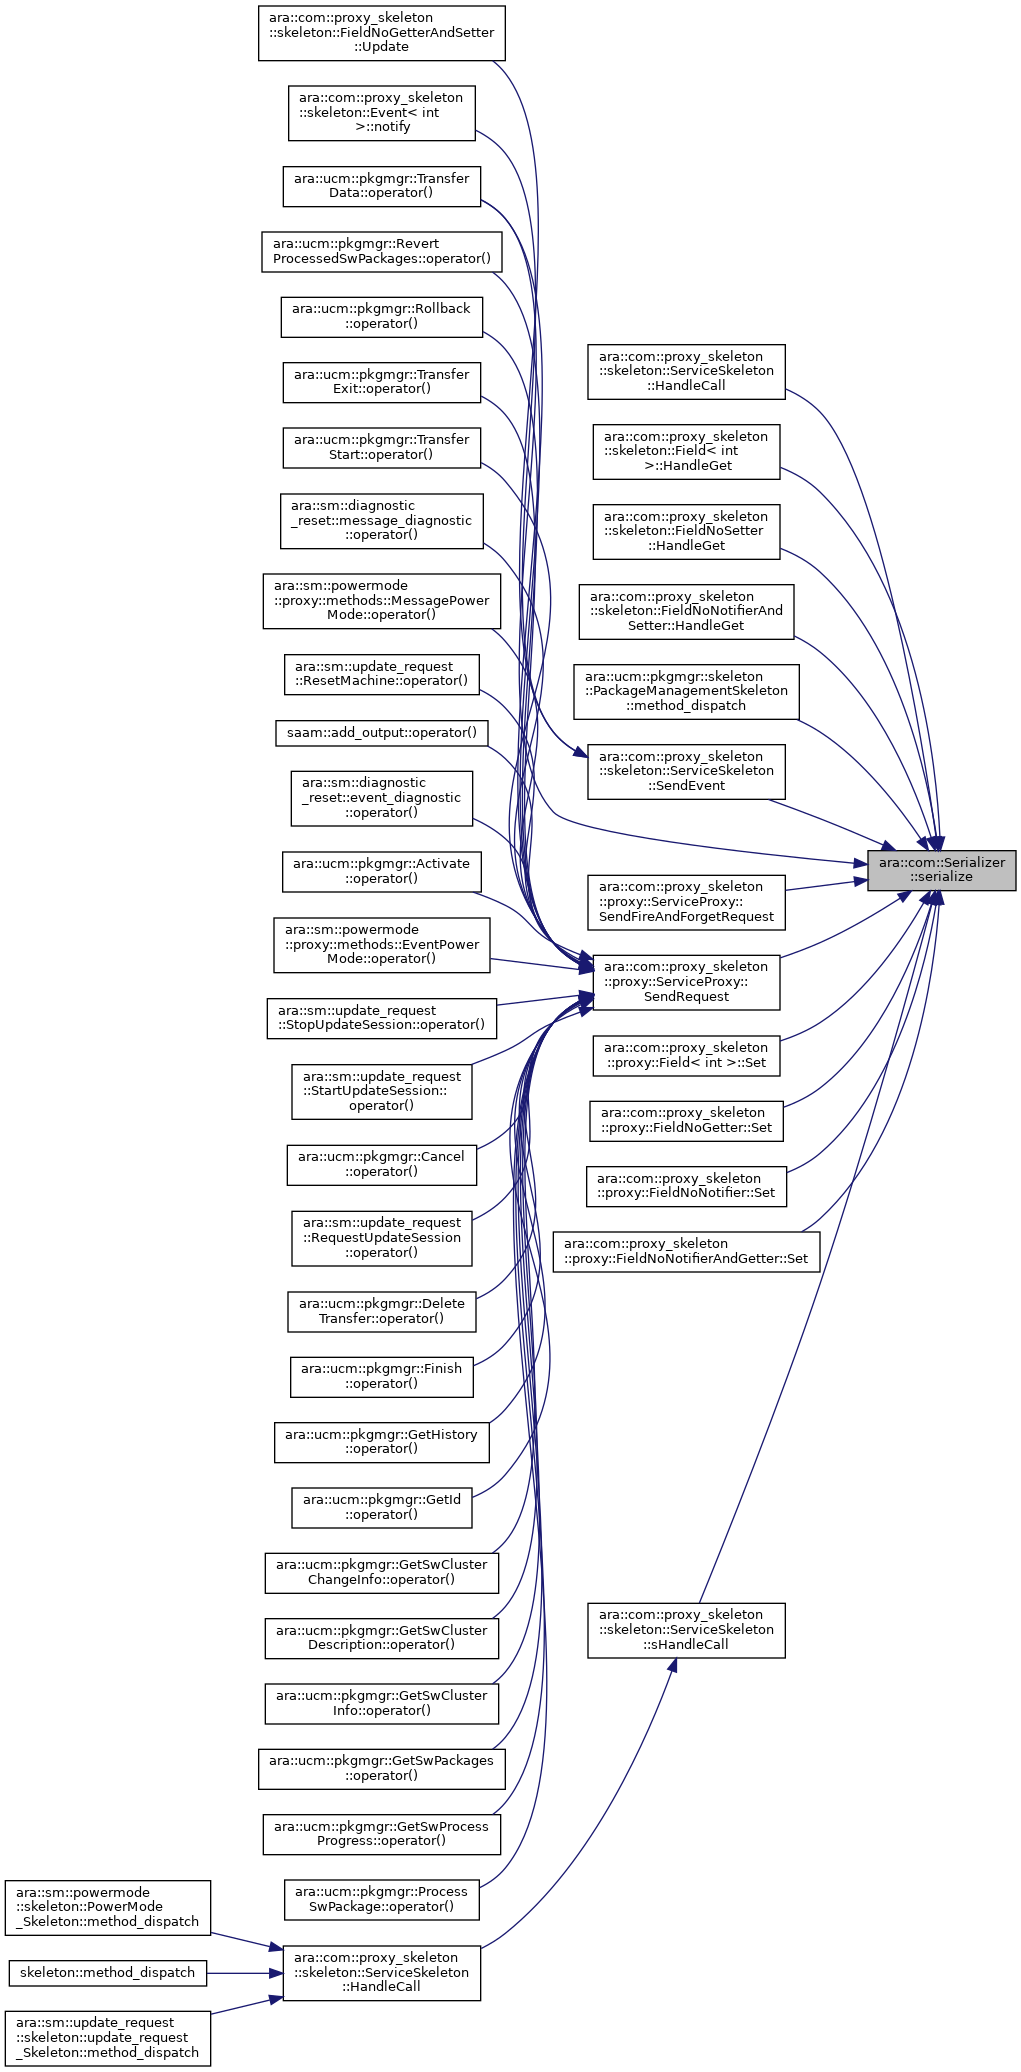 ara::com::proxy_skeleton
::skeleton::FieldNoGetterAndSetter
::Update
ara::com::proxy_skeleton
::skeleton::Event< int
>::notify
ara::ucm::pkgmgr::Transfer
Data::operator()
ara::ucm::pkgmgr::Revert
ProcessedSwPackages::operator()
ara::ucm::pkgmgr::Rollback
::operator()
ara::ucm::pkgmgr::Transfer
Exit::operator()
ara::ucm::pkgmgr::Transfer
Start::operator()
ara::sm::diagnostic
_reset::message_diagnostic
::operator()
ara::sm::powermode
::proxy::methods::MessagePower
Mode::operator()
ara::sm::update_request
::ResetMachine::operator()
saam::add_output::operator()
ara::sm::diagnostic
_reset::event_diagnostic
::operator()
ara::ucm::pkgmgr::Activate
::operator()
ara::sm::powermode
::proxy::methods::EventPower
Mode::operator()
ara::sm::update_request
::StopUpdateSession::operator()
ara::sm::update_request
::StartUpdateSession::
operator()
ara::ucm::pkgmgr::Cancel
::operator()
ara::sm::update_request
::RequestUpdateSession
::operator()
ara::ucm::pkgmgr::Delete
Transfer::operator()
ara::ucm::pkgmgr::Finish
::operator()
ara::ucm::pkgmgr::GetHistory
::operator()
ara::ucm::pkgmgr::GetId
::operator()
ara::ucm::pkgmgr::GetSwCluster
ChangeInfo::operator()
ara::ucm::pkgmgr::GetSwCluster
Description::operator()
ara::ucm::pkgmgr::GetSwCluster
Info::operator()
ara::ucm::pkgmgr::GetSwPackages
::operator()
ara::ucm::pkgmgr::GetSwProcess
Progress::operator()
ara::ucm::pkgmgr::Process
SwPackage::operator()
ara::com::proxy_skeleton
::skeleton::ServiceSkeleton
::HandleCall
ara::sm::powermode
::skeleton::PowerMode
_Skeleton::method_dispatch
skeleton::method_dispatch
ara::sm::update_request
::skeleton::update_request
_Skeleton::method_dispatch
ara::com::proxy_skeleton
::skeleton::ServiceSkeleton
::HandleCall
ara::com::proxy_skeleton
::skeleton::Field< int
>::HandleGet
ara::com::proxy_skeleton
::skeleton::FieldNoSetter
::HandleGet
ara::com::proxy_skeleton
::skeleton::FieldNoNotifierAnd
Setter::HandleGet
ara::ucm::pkgmgr::skeleton
::PackageManagementSkeleton
::method_dispatch
ara::com::proxy_skeleton
::skeleton::ServiceSkeleton
::SendEvent
ara::com::proxy_skeleton
::proxy::ServiceProxy::
SendFireAndForgetRequest
ara::com::proxy_skeleton
::proxy::ServiceProxy::
SendRequest
ara::com::proxy_skeleton
::proxy::Field< int >::Set
ara::com::proxy_skeleton
::proxy::FieldNoGetter::Set
ara::com::proxy_skeleton
::proxy::FieldNoNotifier::Set
ara::com::proxy_skeleton
::proxy::FieldNoNotifierAndGetter::Set
ara::com::proxy_skeleton
::skeleton::ServiceSkeleton
::sHandleCall
ara::com::Serializer
::serialize